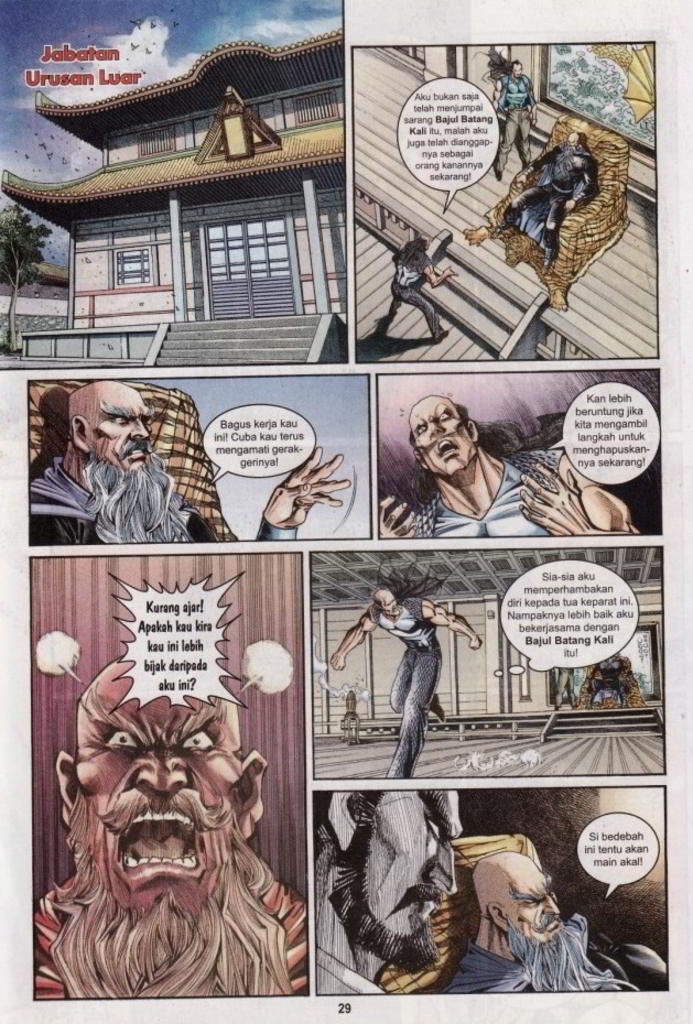 Jabatan
Urusan Luar
Aku bukan saja
telah menjumpai
sarang Bajul Batang
Kali itu, malah aku
juga telah dianggap-
nya sebagai
orang kanannya
sekarang!
Bagus kerja kau
ini! Cuba kau terus
mengamati gerak-
gerinya!
Kan lebih
beruntung jika
kita mengambil
langkah untuk
menghapuskan-
nya sekarang!
Kurang ajar!
Apakah kau kira
kau ini lebih
bijak daripada
aku ini?
Sia-sia aku
memperhambakan
diri kepada tua keparat ini.
Nampaknya lebih baik aku
bekerjasama dengan
Bajul Batang Kali
itu!
Si bedebah
ini tentu akan
main akal!
29